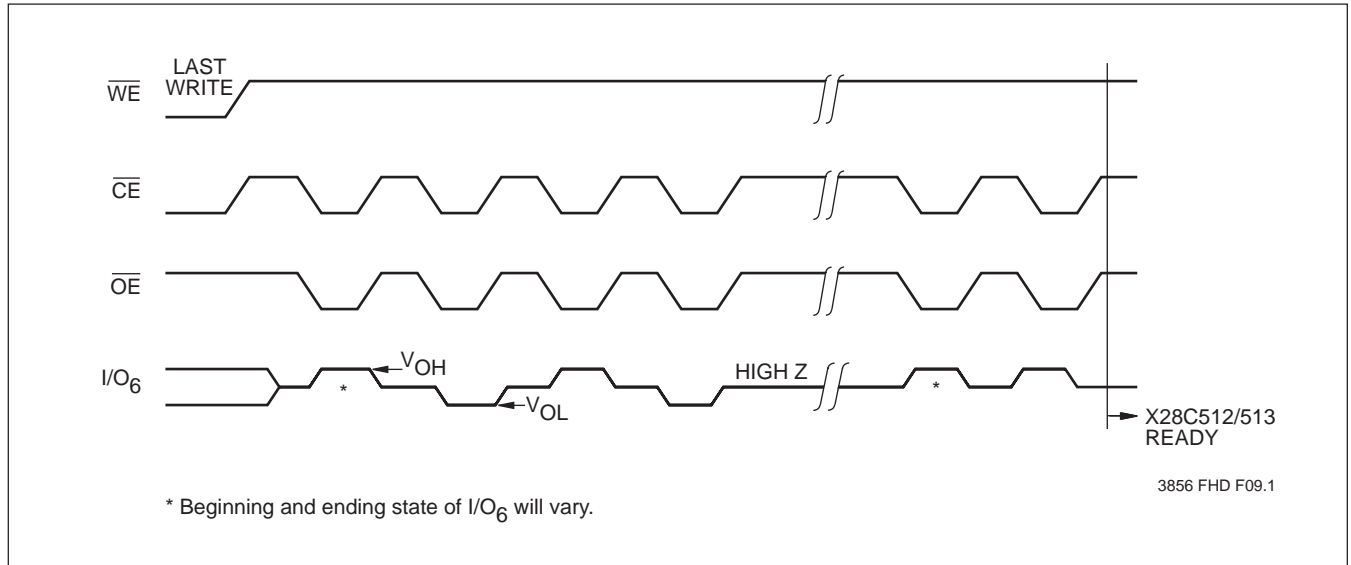 LAST
WRITE
WE
CE
OE
I/O6
VOH
*
VOL
HIGH Z
*
X28C512/513
READY
3856 FHD F09.1
* Beginning and ending state of I/O6 will vary.